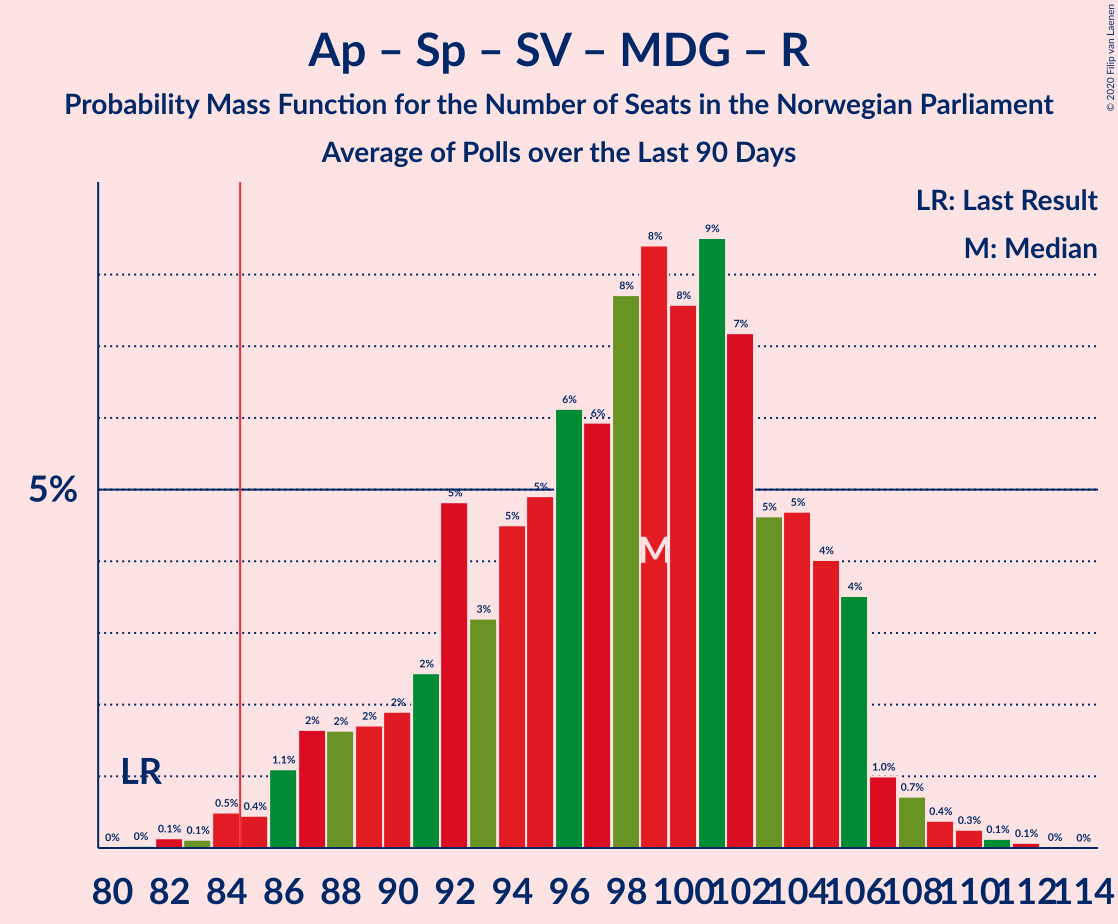 Ap – Sp – SV – MDG – R
Probability Mass Function for the Number of Seats in the Norwegian Parliament
Average of Polls over the Last 90 Days
© 2020 Filip van Laenen
LR: Last Result
M: Median
5%
LR
M
0% 0% 0.1% 0.1% 0.5% 0.4% 1.1% 2% 2% 2% 2% 2% 5% 3% 5% 5% 6% 6% 8% 8% 8% 9% 7% 5% 5% 4% 4% 1.0% 0.7% 0.4% 0.3% 0.1% 0.1% 0% 0%
80 82 84 86 88 90 92 94 96 98 100 102 104 106 108 110 112 114